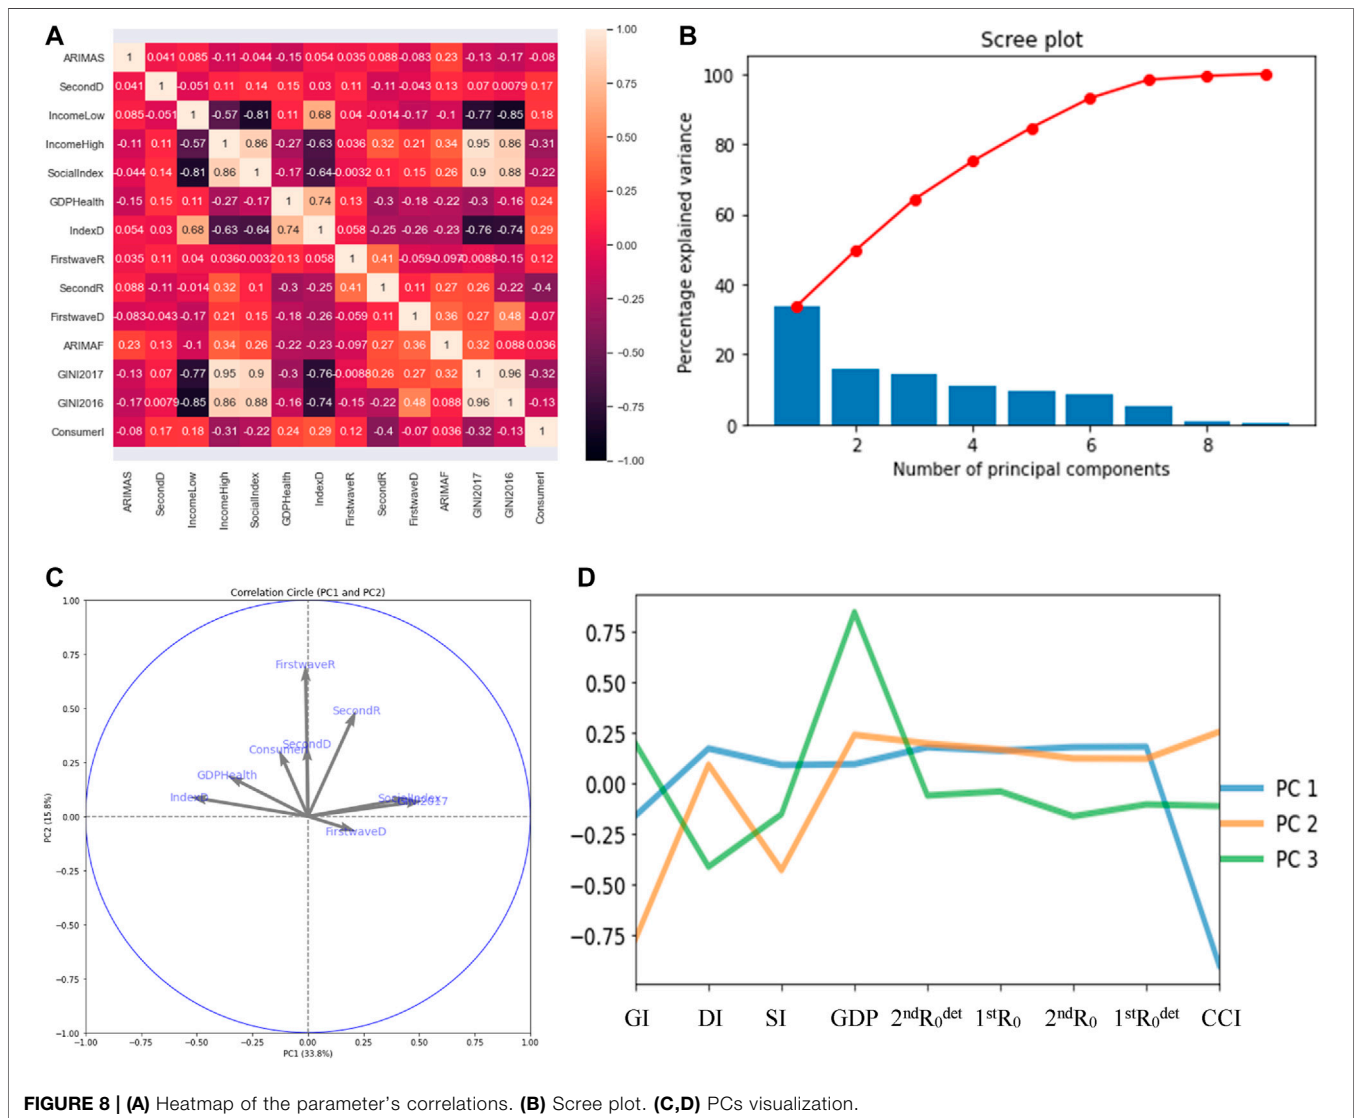 A
ARIMAS 1 0.041 0.085 -0.11 -0.044 -0.15 0.054 0.035 0.088 -0.083 0.23 -0.13 -0.17 -0.08
SecondD 0.041 1 -0.051 0.11 0.14 0.15 0.03 0.11 -0.11 -0.043 0.13 0.07 0.0079 0.17
IncomeLow 0.085 -0.051 1 -0.57 -0.81 0.11 0.68 0.04 -0.014 -0.17 -0.1 -0.77 -0.85 0.18
IncomeHigh -0.11 0.11 -0.57 1 0.86 -0.27 -0.63 0.036 0.32 0.21 0.34 0.95 0.86 -0.31
SocialIndex -0.044 0.14 -0.81 0.86 1 -0.17 -0.64 -0.0032 0.1 0.15 0.26 0.9 0.88 -0.22
GDPHealth -0.15 0.15 0.11 -0.27 -0.17 1 0.74 0.13 -0.3 -0.18 -0.22 -0.3 -0.16 0.24
IndexD 0.054 0.03 0.68 -0.63 -0.64 0.74 1 0.058 -0.25 -0.26 -0.23 -0.76 -0.74 0.29
FirstwaveR 0.035 0.11 0.04 0.036 -0.0032 0.13 0.058 1 0.41 -0.059 -0.097 0.0088 -0.15 0.12
SecondR 0.088 -0.11 -0.014 0.32 0.1 -0.3 -0.25 0.41 1 0.11 0.27 0.26 -0.22 -0.4
FirstwaveD -0.083 -0.043 -0.17 0.21 0.15 -0.18 -0.26 -0.059 0.11 1 0.36 0.27 0.48 -0.07
ARIMAF 0.23 0.13 -0.1 0.34 0.26 -0.22 -0.23 -0.097 0.27 0.36 1 0.32 0.088 0.036
GINI2017 -0.13 0.07 -0.77 0.95 0.9 -0.3 -0.76 -0.0088 0.26 0.27 0.32 1 0.96 -0.32
GINI2016 -0.17 0.0079 -0.85 0.86 0.88 -0.16 -0.74 -0.15 -0.22 0.48 0.088 0.96 1 -0.13
ConsumerI -0.08 0.17 0.18 -0.31 -0.22 0.24 0.29 0.12 -0.4 -0.07 0.036 -0.32 -0.13 1
ARIMAS SecondD IncomeLow IncomeHigh SocialIndex GDPHealth IndexD FirstwaveR SecondR FirstwaveD ARIMAF GINI2017 GINI2016 ConsumerI
1.00
0.75
0.50
0.25
0.00
−0.25
−0.50
−0.75
−1.00
B
Scree plot
Percentage explained variance
100
80
60
40
20
0
2 4 6 8
Number of principal components
C
Correlation Circle (PC1 and PC2)
PC2 (15.8%)
1.00
0.75
0.50
0.25
0.00
−0.25
−0.50
−0.75
−1.00
FirstwaveR
SecondR
SecondD
GDPHealth
SocialIndex
FirstwaveD
−1.00 −0.75 −0.50 −0.25 0.00 0.25 0.50 0.75 1.00
PC1 (33.8%)
D
0.75
0.50
0.25
0.00
−0.25
−0.50
−0.75
GI DI SI GDP 2ndR0det 1stR0 2ndR0 1stR0det CCI
PC 1
PC 2
PC 3
FIGURE 8 | (A) Heatmap of the parameter's correlations. (B) Scree plot. (C,D) PCs visualization.